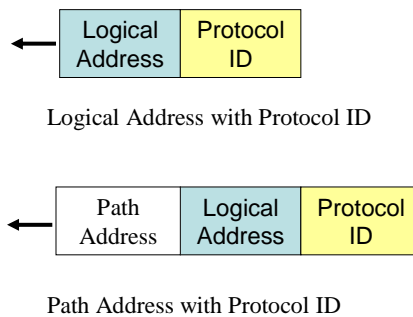 Logical Protocol
Address ID
Logical Address with Protocol ID
Path Logical Protocol
Address Address ID
Path Address with Protocol ID